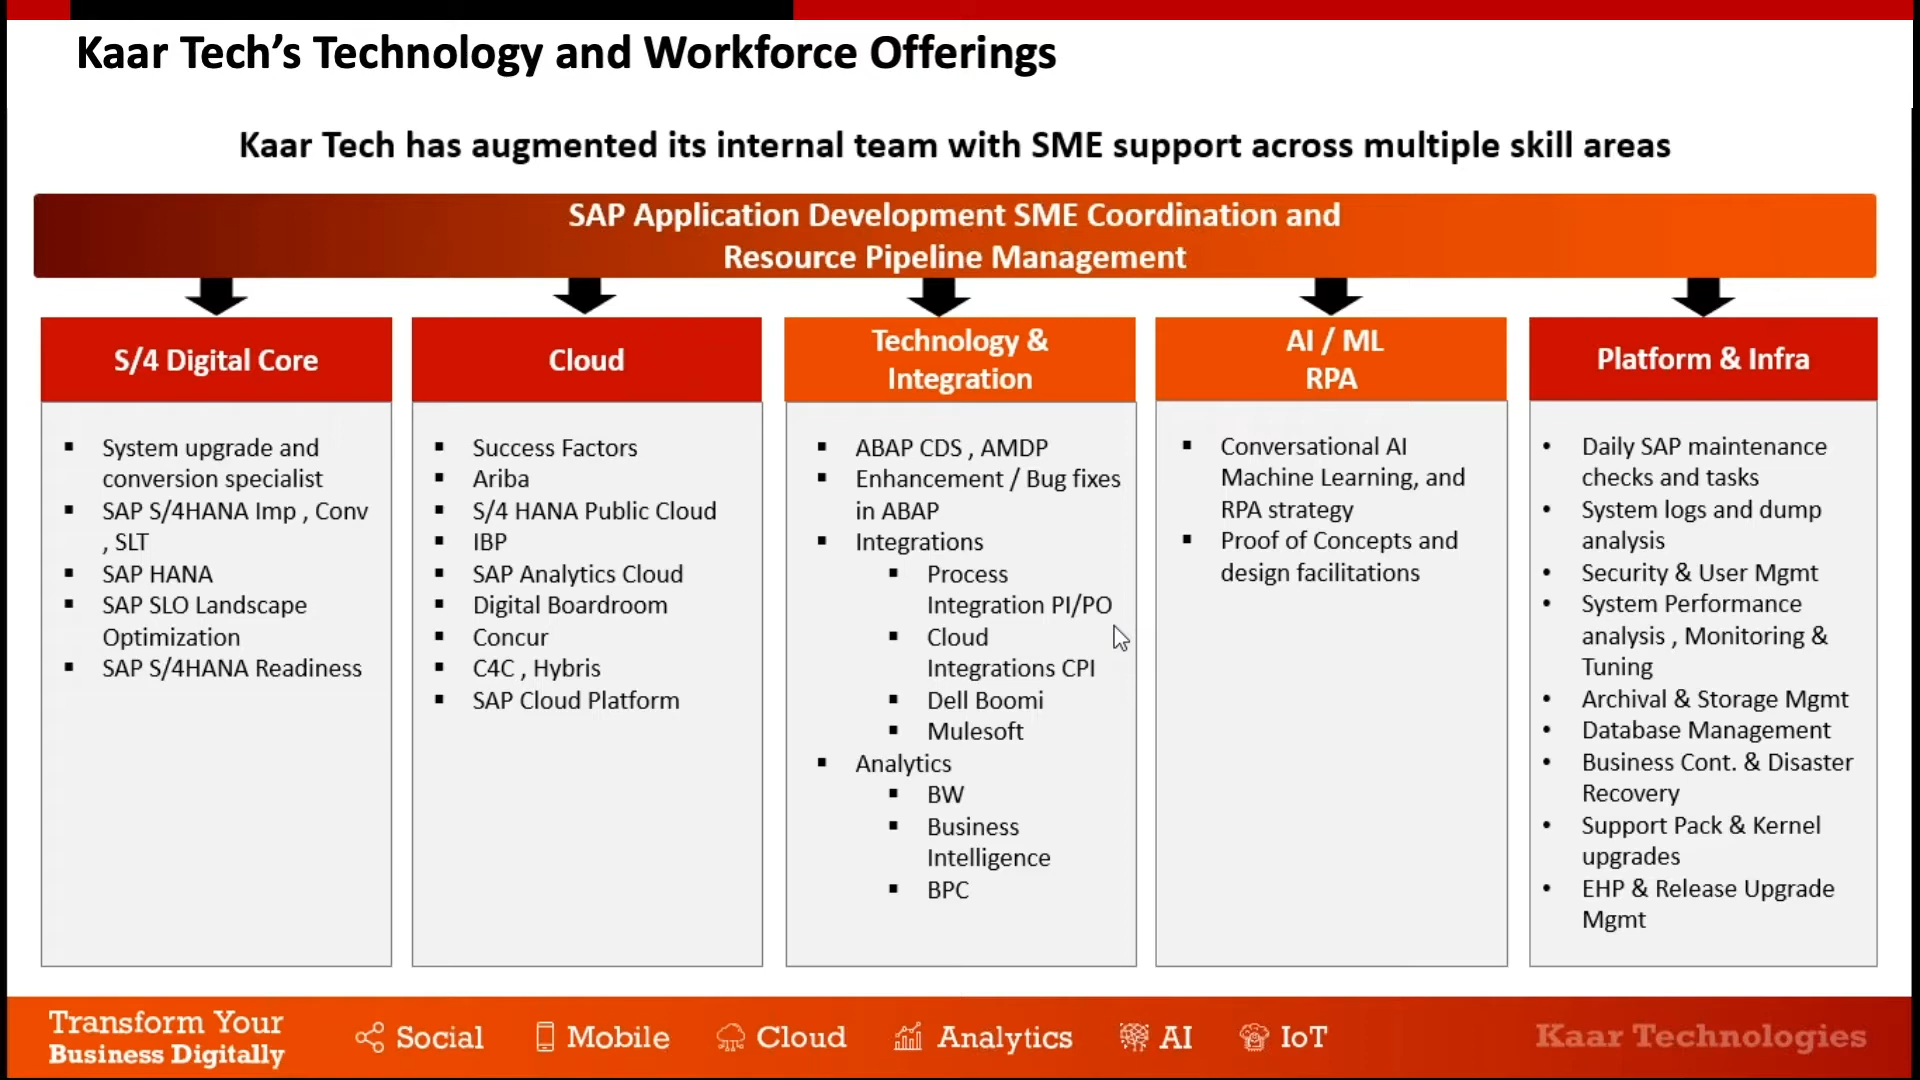 Kaar Tech's Technology and Workforce Offerings
Kaar Tech has augmented its internal team with SME support across multiple skill areas
SAP Application Development SME Coordination and
Resource Pipeline Management
S/4 Digital Core
System upgrade and
conversion specialist
SAP S/4HANA Imp , Conv
, SLT
SAP HANA
SAP SLO Landscape
Optimization
SAP S/4HANA Readiness
Cloud
Success Factors
Ariba
S/4 HANA Public Cloud
IBP
SAP Analytics Cloud
Digital Boardroom
Concur
C4C , Hybris
SAP Cloud Platform
Technology &
Integration
ABAP CDS , AMDP
Enhancement / Bug fixes
in ABAP
Integrations
Process
Integration PI/PO
Cloud
Integrations CPI
Dell Boomi
Mulesoft
Analytics
BW
Business
Intelligence
BPC
AI / ML
RPA
Conversational AI
Machine Learning, and
RPA strategy
Proof of Concepts and
design facilitations
Platform & Infra
Daily SAP maintenance
checks and tasks
System logs and dump
analysis
Security & User Mgmt
System Performance
analysis , Monitoring &
Tuning
Archival & Storage Mgmt
Database Management
Business Cont. & Disaster
Recovery
Support Pack & Kernel
upgrades
EHP & Release Upgrade
Mgmt
Transform Your
Business Digitally
Social
Mobile
Cloud
Analytics
AI
IoT
Kaar Technologies